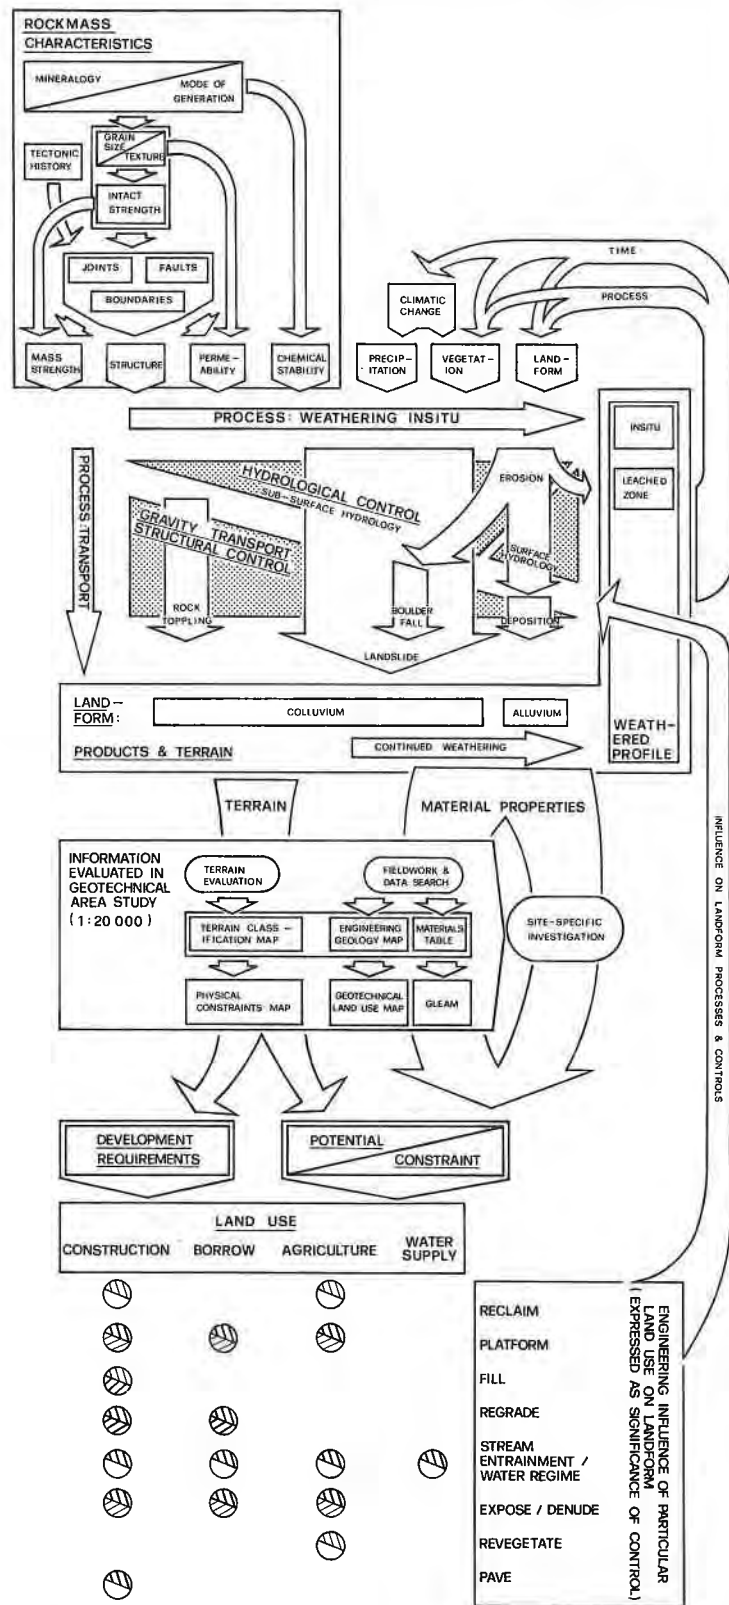 ROCKMASS
CHARACTERISTICS
MINERALOGY
MODE OF
GENERATION
GRAIN
SIZE
TEXTURE
TECTONIC
HISTORY
INTACT
STRENGTH
JOINTS
FAULTS
BOUNDARIES
MASS
STRENGTH
STRUCTURE
PERME-
ABILITY
CHEMICAL
STABILITY
TIME
PROCESS
CLIMATIC
CHANGE
PRECIP-
ITATION
VEGETAT-
ION
LAND-
FORM
PROCESS: WEATHERING INSITU
PROCESS: TRANSPORT
HYDROLOGICAL CONTROL
SUB-SURFACE HYDROLOGY
GRAVITY TRANSPORT
STRUCTURAL CONTROL
EROSION
SURFACE
HYDROLOGY
INSITU
LEACHED
ZONE
ROCK
TOPPLING
BOULDER
FALL
DEPOSITION
LANDSLIDE
LAND-
FORM:
COLLUVIUM
ALLUVIUM
PRODUCTS & TERRAIN
CONTINUED WEATHERING
WEATH-
ERED
PROFILE
TERRAIN
MATERIAL PROPERTIES
INFORMATION
EVALUATED IN
GEOTECHNICAL
AREA STUDY
(1:20 000)
TERRAIN
EVALUATION
FIELDWORK &
DATA SEARCH
TERRAIN CLASS -
IFICATION MAP
ENGINEERING
GEOLOGY MAP
MATERIALS
TABLE
PHYSICAL
CONSTRAINTS MAP
GEOTECHNICAL
LAND USE MAP
GLEAM
SITE-SPECIFIC
INVESTIGATION
INFLUENCE ON LANDFORM PROCESSES & CONTROLS
DEVELOPMENT
REQUIREMENTS
POTENTIAL
CONSTRAINT
LAND USE
CONSTRUCTION BORROW AGRICULTURE WATER
SUPPLY
RECLAIM
PLATFORM
FILL
REGRADE
STREAM
ENTRAINMENT /
WATER REGIME
EXPOSE / DENUDE
REVEGETATE
PAVE
ENGINEERING INFLUENCE OF PARTICULAR
LAND USE ON LANDFORM
(EXPRESSED AS SIGNIFICANCE OF CONTROL)